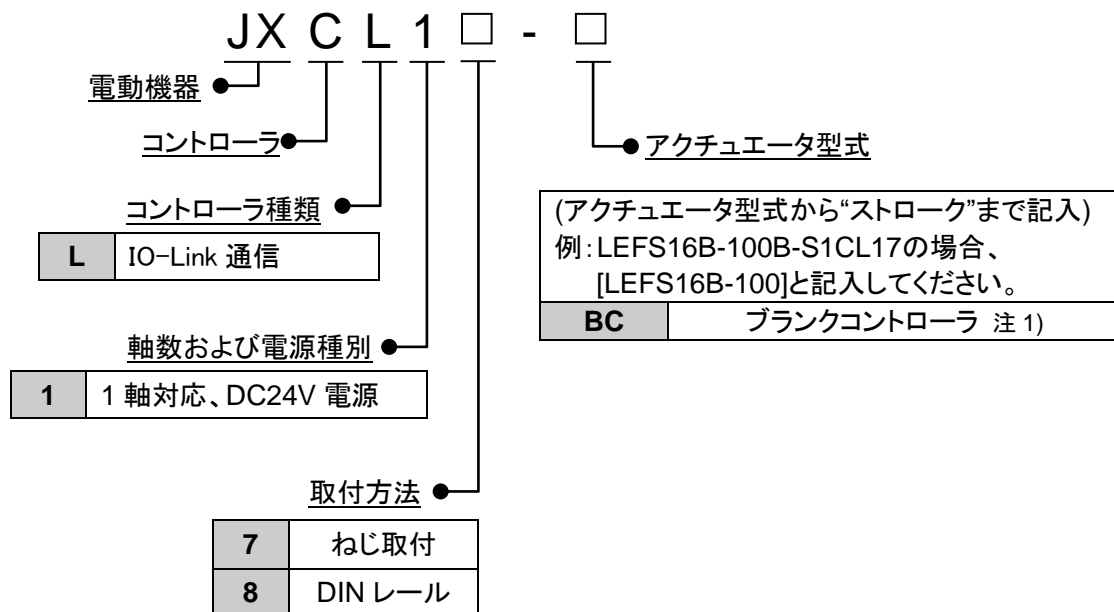 JXCL1□-□
電動機器
コントローラ
アクチュエータ型式
コントローラ種類
L IO-Link 通信
(アクチュエータ型式から“ストローク”まで記入)
例:LEFS16B-100B-S1CL17の場合、
[LEFS16B-100]と記入してください。
BC ブランクコントローラ 注 1)
軸数および電源種別
1 1 軸対応、DC24V 電源
取付方法
7 ねじ取付
8 DIN レール